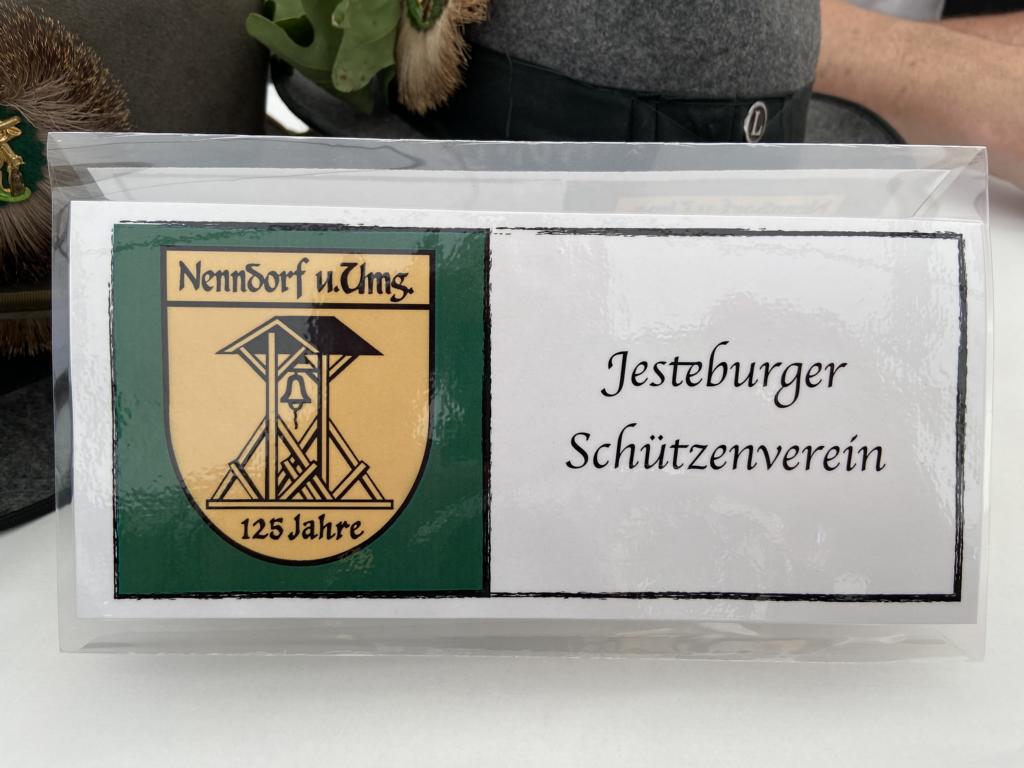 Nenndorf u. Umg.
125 Jahre
Jesteburger
Schützenverein
L